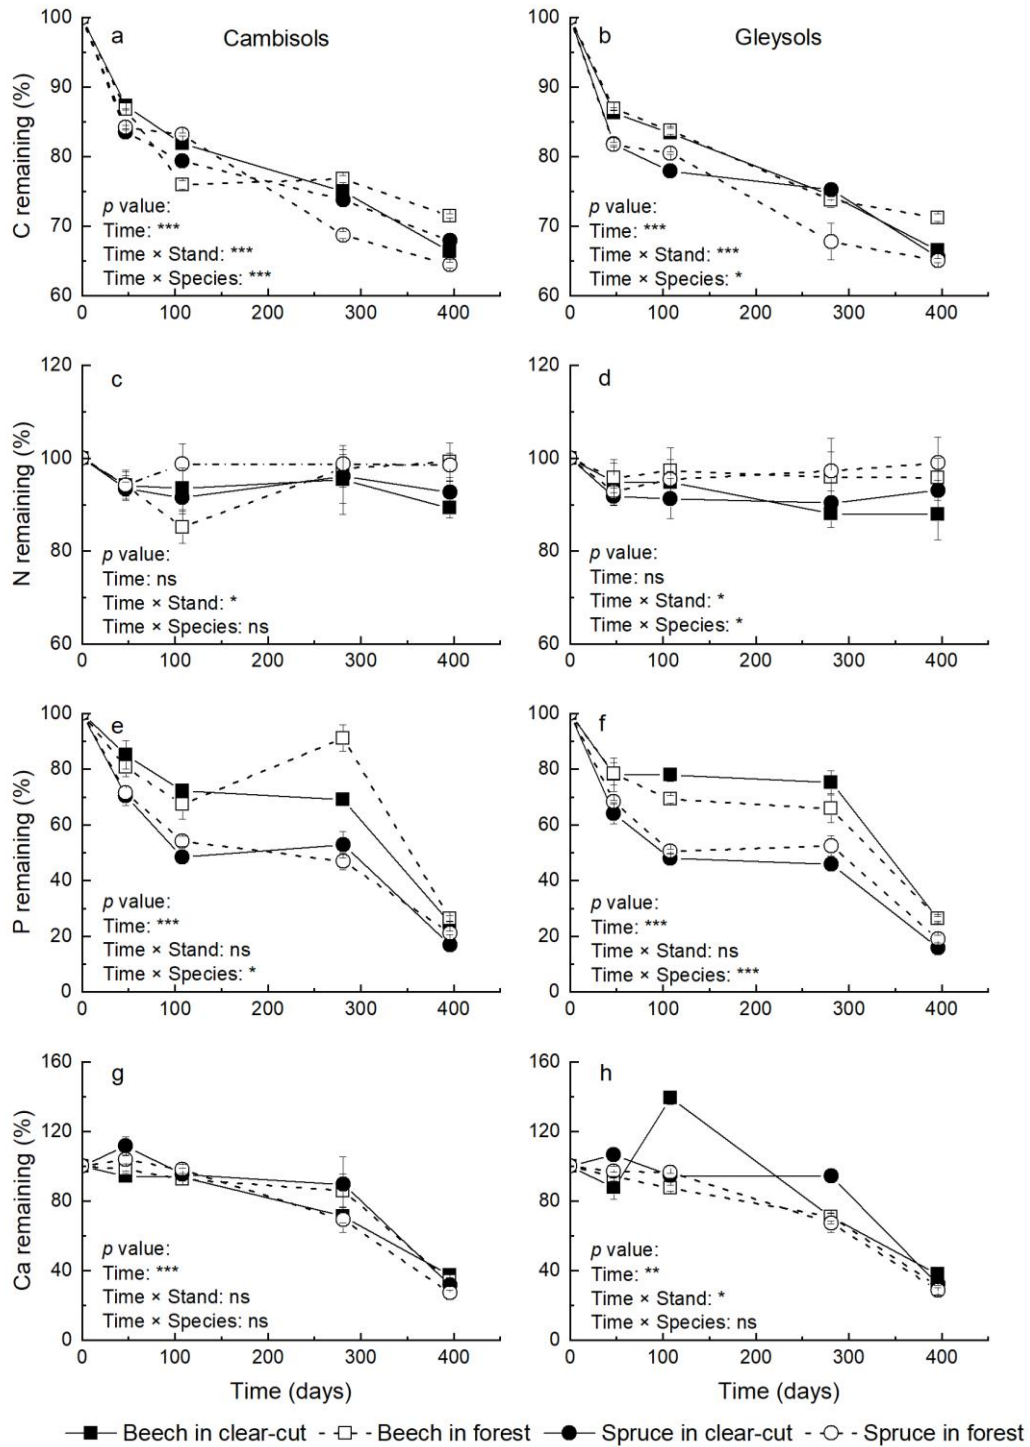 a Cambisols
C remaining (%)
100
90
80
70
60
p value:
Time: ***
Time × Stand: ***
Time × Species: ***
0 100 200 300 400
b Gleysols
100
90
80
70
60
p value:
Time: ***
Time × Stand: ***
Time × Species: *
0 100 200 300 400
c
N remaining (%)
120
100
80
60
p value:
Time: ns
Time × Stand: *
Time × Species: ns
0 100 200 300 400
d
120
100
80
60
p value:
Time: ns
Time × Stand: *
Time × Species: *
0 100 200 300 400
e
P remaining (%)
100
80
60
40
20
0
p value:
Time: ***
Time × Stand: ns
Time × Species: *
0 100 200 300 400
f
100
80
60
40
20
0
p value:
Time: ***
Time × Stand: ns
Time × Species: ***
0 100 200 300 400
g
Ca remaining (%)
160
120
80
40
0
p value:
Time: ***
Time × Stand: ns
Time × Species: ns
0 100 200 300 400
Time (days)
h
160
120
80
40
0
p value:
Time: **
Time × Stand: *
Time × Species: ns
0 100 200 300 400
Time (days)
Beech in clear-cut Beech in forest Spruce in clear-cut Spruce in forest